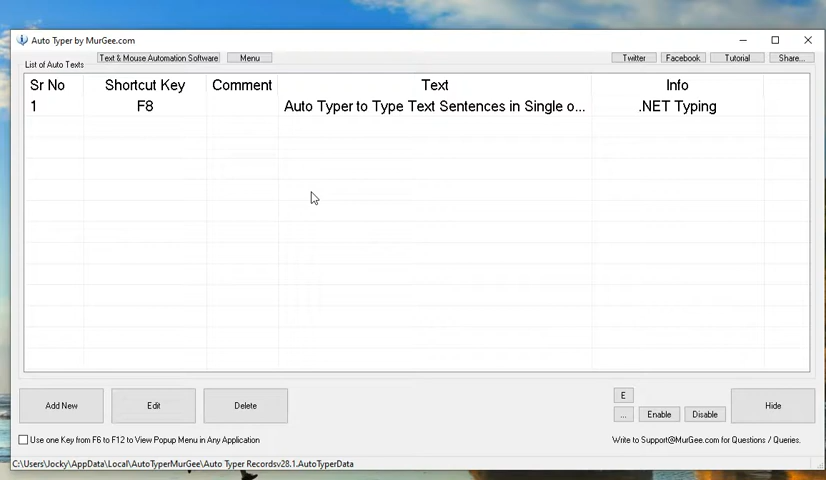 Auto Typer by MurGee.com
Text & Mouse Automation Software
Menu
Twitter
Facebook
Tutorial
Share...
List of Auto Texts
Sr No Shortcut Key Comment Text Info
1 F8 Auto Typer to Type Text Sentences in Single o... .NET Typing
Add New
Edit
Delete
E
...
Enable
Disable
Hide
Use one Key from F6 to F12 to View Popup Menu in Any Application
Write to Support@MurGee.com for Questions / Queries.
C:\Users\Jocky\AppData\Local\AutoTyperMurGee\Auto Typer Recordsv28.1.AutoTyperData